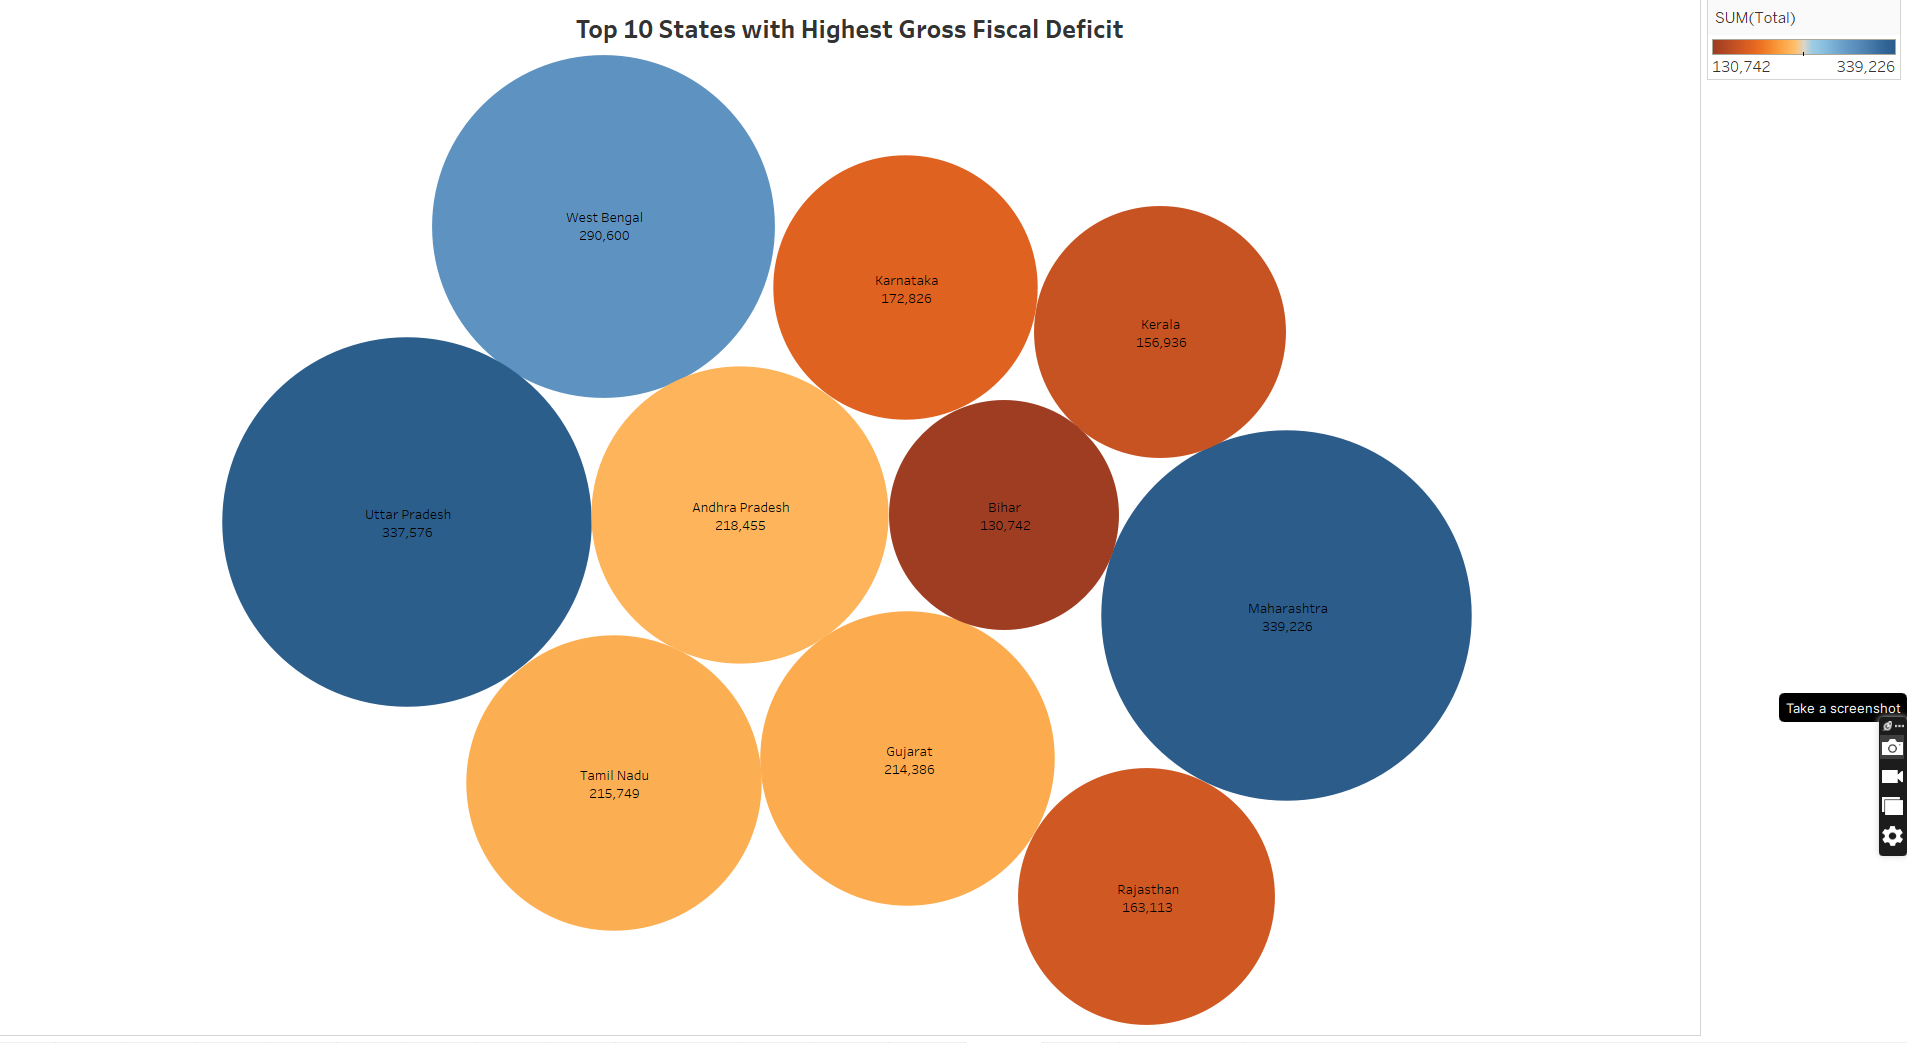 Top 10 States with Highest Gross Fiscal Deficit
SUM(Total)
130,742
339,226
West Bengal
290,600
Karnataka
172,826
Kerala
156,936
Uttar Pradesh
337,576
Andhra Pradesh
218,455
Bihar
130,742
Maharashtra
339,226
Tamil Nadu
215,749
Gujarat
214,386
Rajasthan
163,113
Take a screenshot